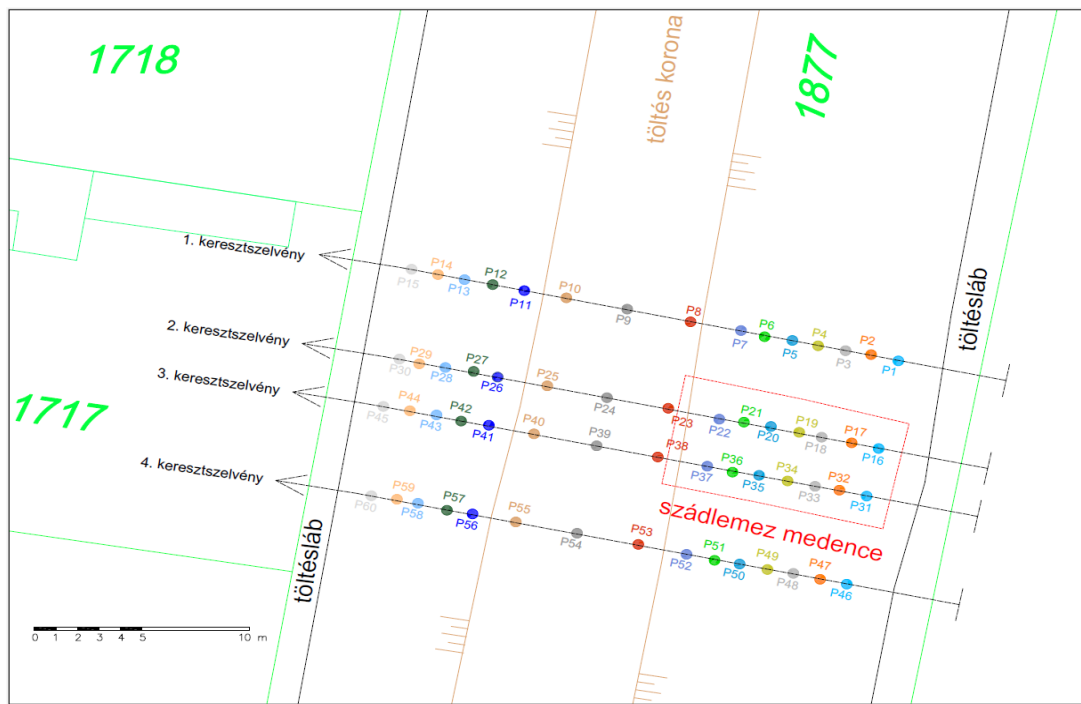 1718
töltés korona
1877
1. keresztszelvény
P14
P12
P10
P8
P6
P4
P2
P15
P13
P11
P9
P7
P5
P3
P1
töltésláb
2. keresztszelvény
P29
P27
P25
P23
P21
P19
P17
P30
P28
P26
P24
P22
P20
P18
P16
3. keresztszelvény
1717
P44
P42
P40
P38
P36
P34
P32
P45
P43
P41
P39
P37
P35
P33
P31
szádlemez medence
4. keresztszelvény
P59
P57
P55
P53
P51
P49
P47
P60
P58
P56
P54
P52
P50
P48
P46
töltésláb
0 1 2 3 4 5 10 m